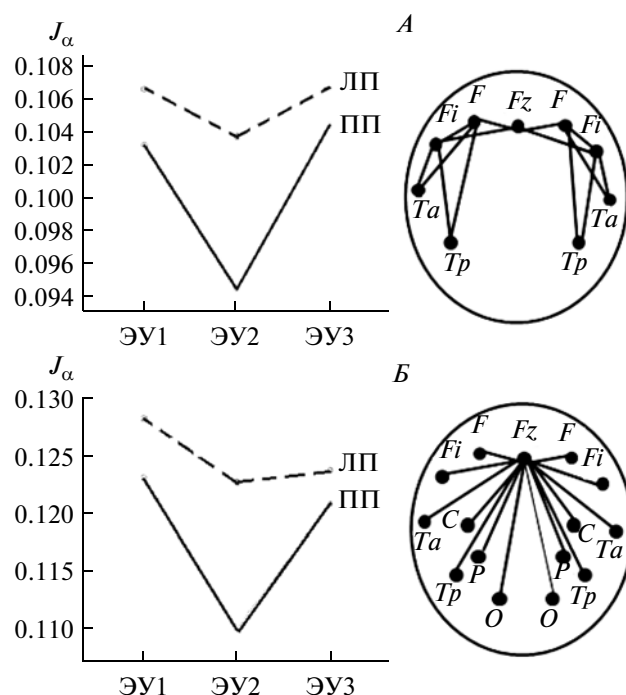 Jα
А
0.108
0.106
0.104
0.102
0.100
0.098
0.096
0.094
ЛП
ПП
ЭУ1 ЭУ2 ЭУ3
F Fz F
Fi Fi
Ta Ta
Tp Tp
Jα
Б
0.130
0.125
0.120
0.115
0.110
ЛП
ПП
ЭУ1 ЭУ2 ЭУ3
F Fz F
Fi Fi
C C
Ta Ta
P P
Tp Tp
O O